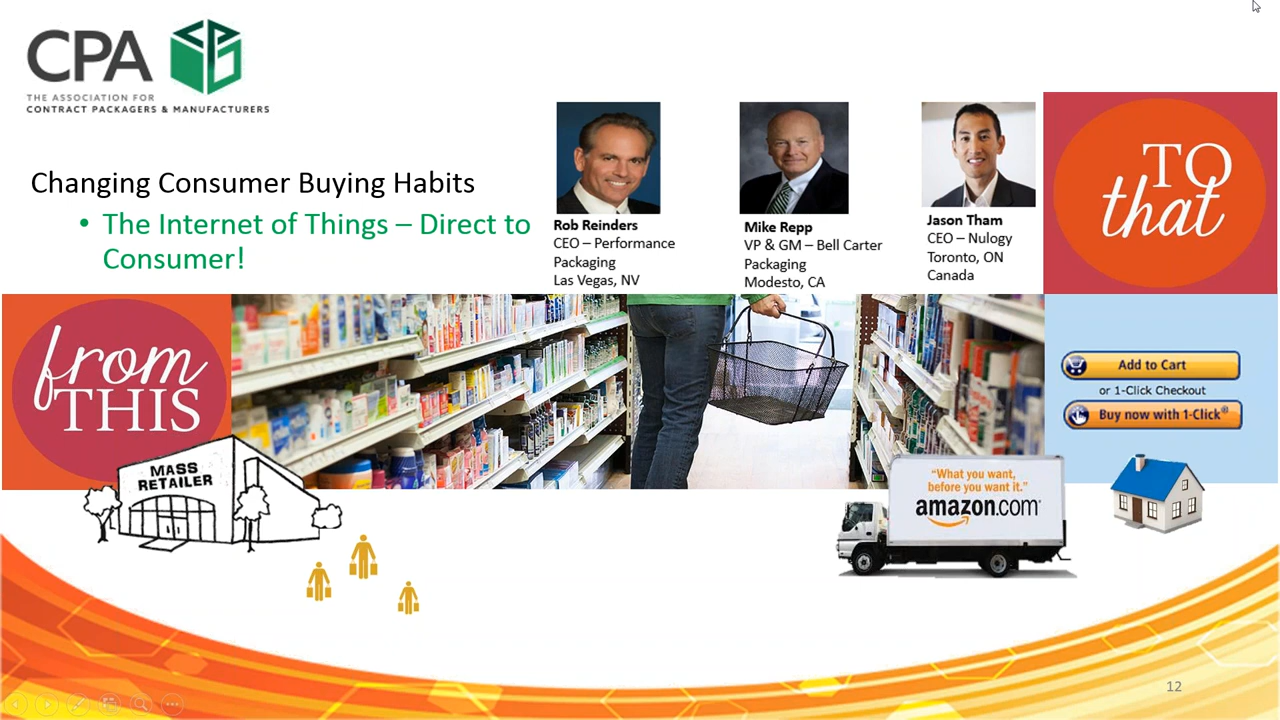 CPA
THE ASSOCIATION FOR
CONTRACT PACKAGERS & MANUFACTURERS
Changing Consumer Buying Habits
• The Internet of Things – Direct to
Consumer!
Rob Reinders
CEO – Performance
Packaging
Las Vegas, NV
Mike Repp
VP & GM – Bell Carter
Packaging
Modesto, CA
Jason Tham
CEO – Nulogy
Toronto, ON
Canada
TO
that
from
THIS
Add to Cart
or 1-Click Checkout
Buy now with 1-Click®
MASS
RETAILER
“What you want,
before you want it.”
amazon.com®
12